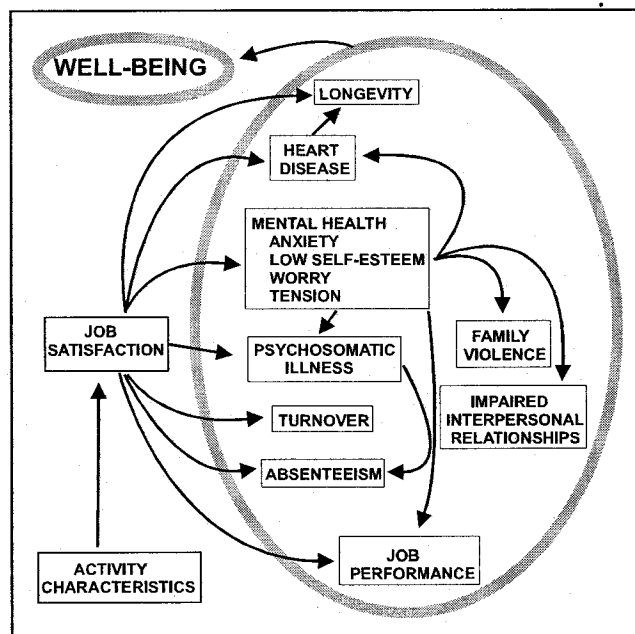 WELL-BEING
LONGEVITY
HEART
DISEASE
MENTAL HEALTH
ANXIETY
LOW SELF-ESTEEM
WORRY
TENSION
JOB
SATISFACTION
PSYCHOSOMATIC
ILLNESS
FAMILY
VIOLENCE
IMPAIRED
INTERPERSONAL
RELATIONSHIPS
TURNOVER
ABSENTEEISM
JOB
PERFORMANCE
ACTIVITY
CHARACTERISTICS